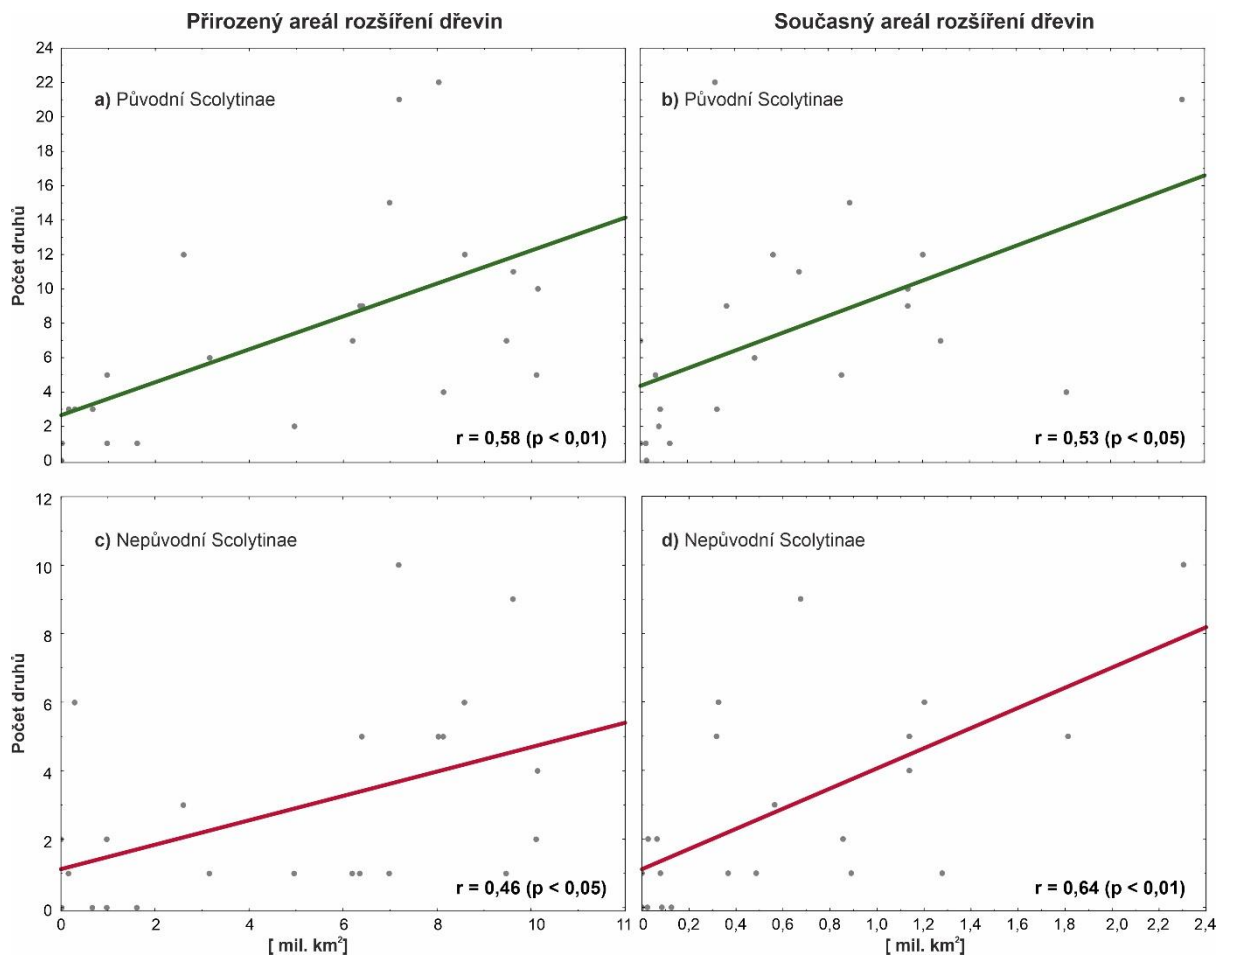 Přirozený areál rozšíření dřevin
Současný areál rozšíření dřevin
24
22
20
18
16
14
12
10
8
6
4
2
0
Počet druhů
a) Původní Scolytinae
r = 0,58 (p < 0,01)
b) Původní Scolytinae
r = 0,53 (p < 0,05)
12
10
8
6
4
2
0
Počet druhů
c) Nepůvodní Scolytinae
r = 0,46 (p < 0,05)
d) Nepůvodní Scolytinae
r = 0,64 (p < 0,01)
0 2 4 6 8 10 11
0 0,2 0,4 0,6 0,8 1,0 1,2 1,4 1,6 1,8 2,0 2,2 2,4
[ mil. km²]
[ mil. km²]